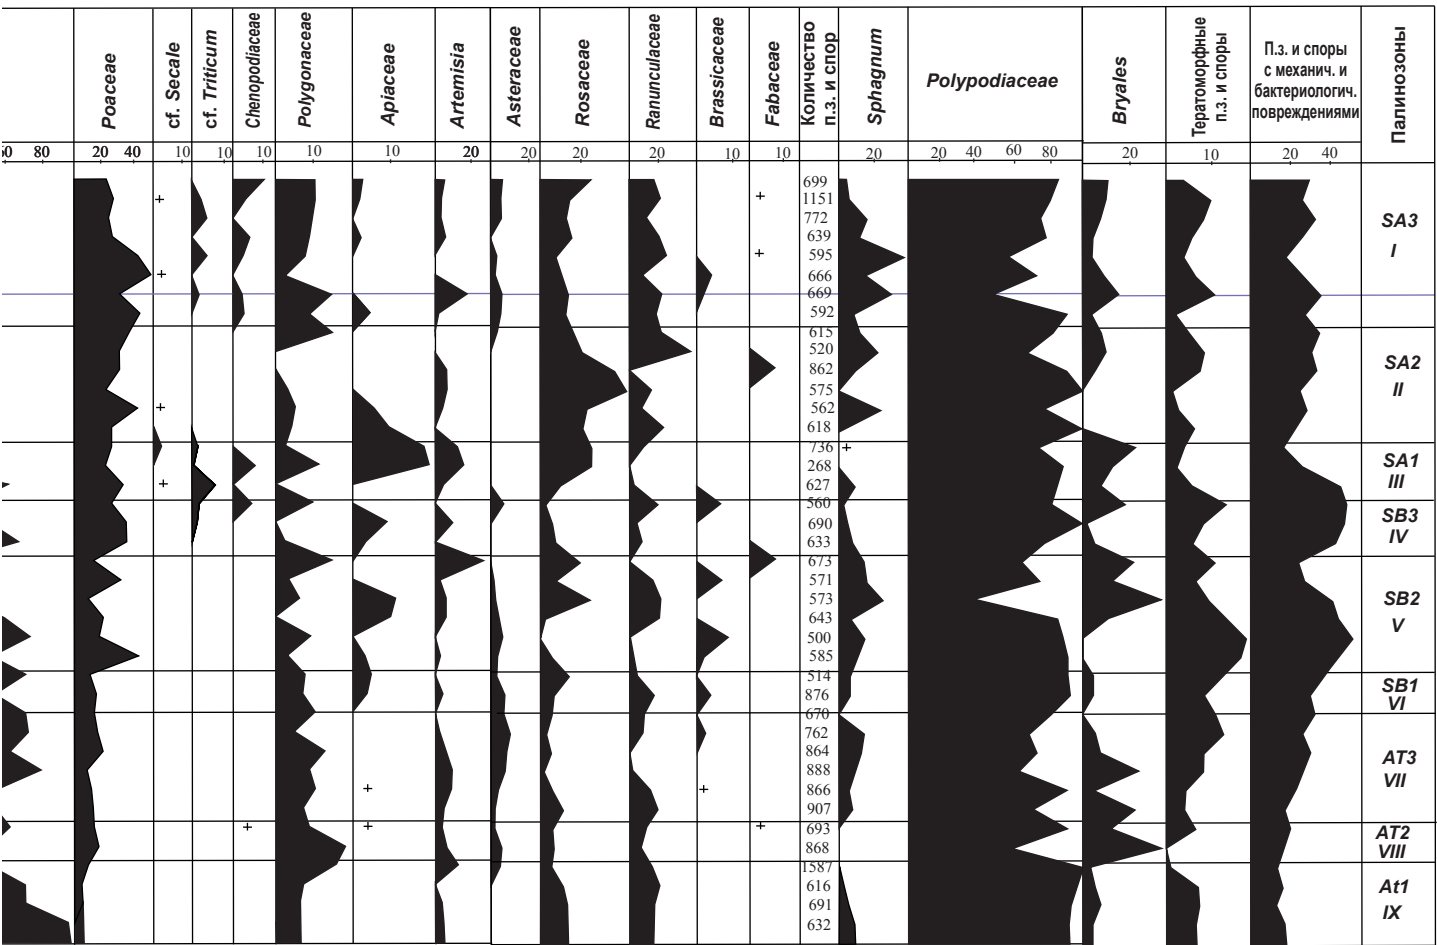 Poaceae
cf. Secale
cf. Triticum
Chenopodiaceae
Polygonaceae
Apiaceae
Artemisia
Asteraceae
Rosaceae
Ranunculaceae
Brassicaceae
Fabaceae
Количество
п.з. и спор
Sphagnum
Polypodiaceae
Bryales
Тератоморфные
п.з. и споры
П.з. и споры
с механич. и
бактериологич.
повреждениями
Палинозоны
80 20 40 10 10 10 10 10 20 20 20 20 10 10 20 20 40 60 80 20 10 20 40
699
+ + 1151
772
SA3
639
I
+ 595
+ 666
669
592
615
520
SA2
862
II
575
+ 562
618
736 +
SA1
268
III
+ 627
560
SB3
690
IV
633
673
571
SB2
573
V
643
500
585
514
SB1
876
VI
670
762
AT3
864
VII
888
+ + 866
907
+ + + 693
AT2
868
VIII
1587
At1
616
IX
691
632